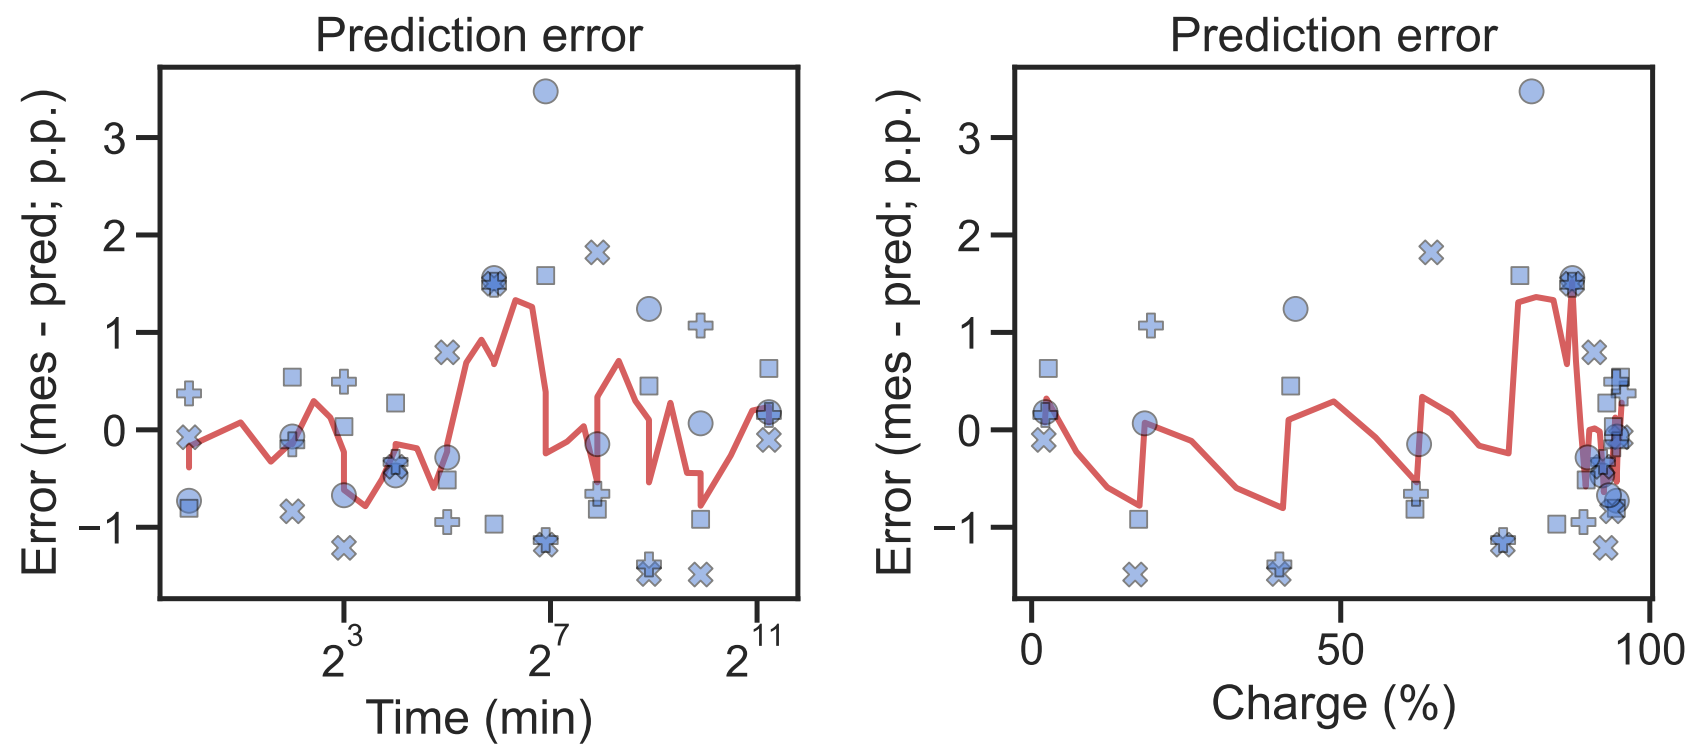 Prediction error
3
2
1
0
−1
Error (mes - pred; p.p.)
2^3
2^7
2^11
Time (min)
Prediction error
3
2
1
0
−1
Error (mes - pred; p.p.)
0
50
100
Charge (%)